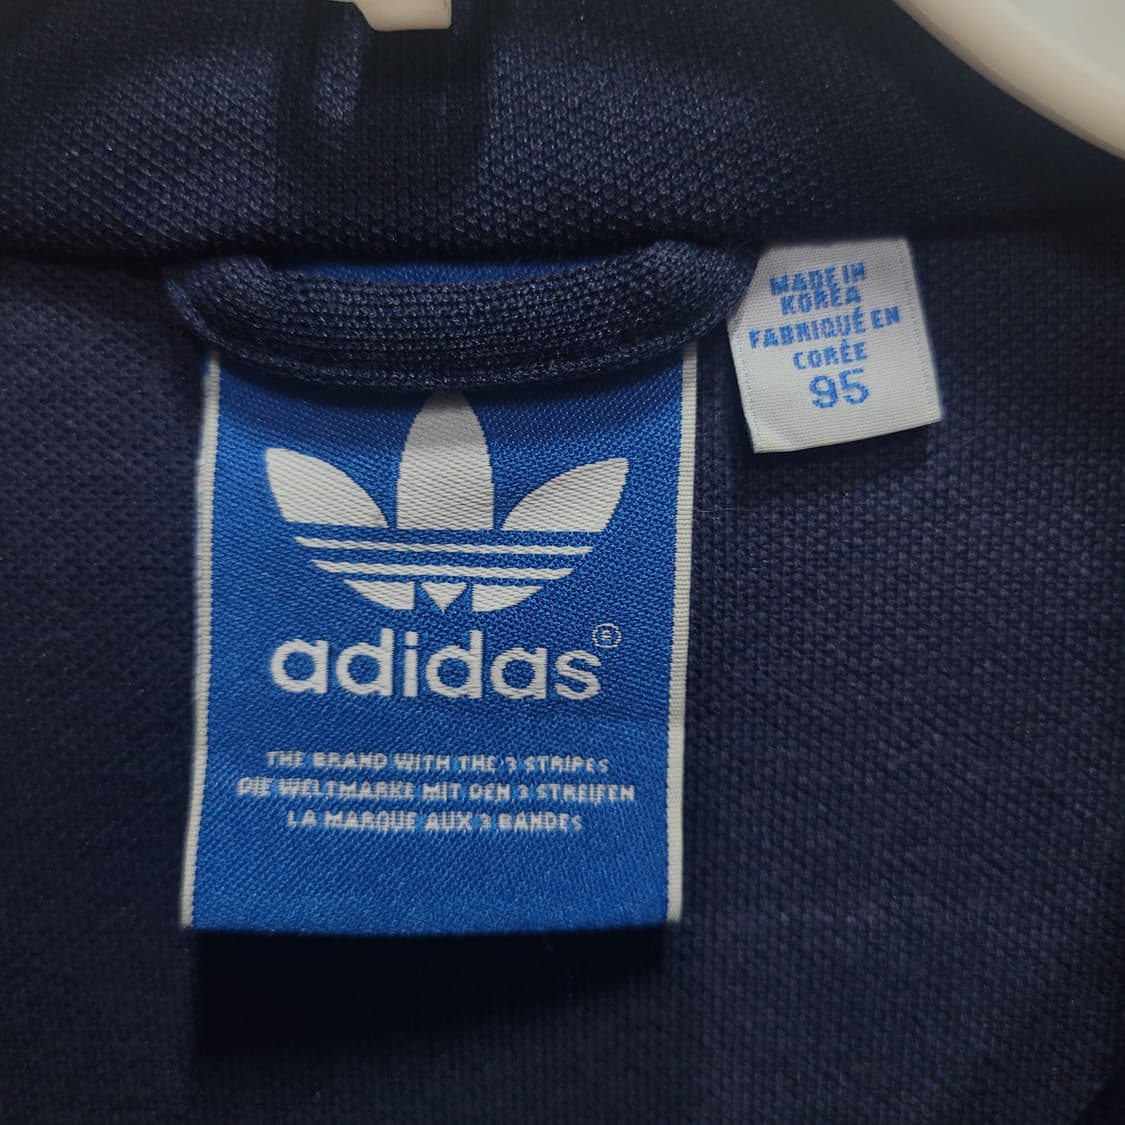 MADE IN
KOREA
FABRIQUÉ EN
CORÉE
95
adidas®
THE BRAND WITH THE 3 STRIPES
DIE WELTMARKE MIT DEN 3 STREIFEN
LA MARQUE AUX 3 BANDES